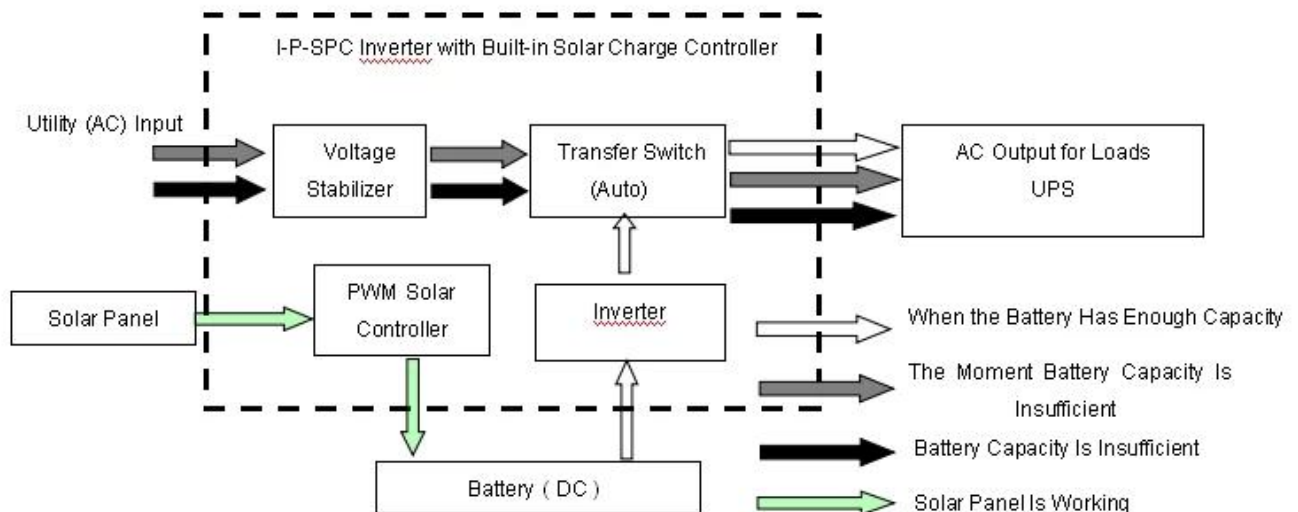 I-P-SPC Inverter with Built-in Solar Charge Controller
Utility (AC) Input
Voltage
Stabilizer
Transfer Switch
(Auto)
AC Output for Loads
UPS
Solar Panel
PWM Solar
Controller
Inverter
Battery ( DC )
When the Battery Has Enough Capacity
The Moment Battery Capacity Is
Insufficient
Battery Capacity Is Insufficient
Solar Panel Is Working